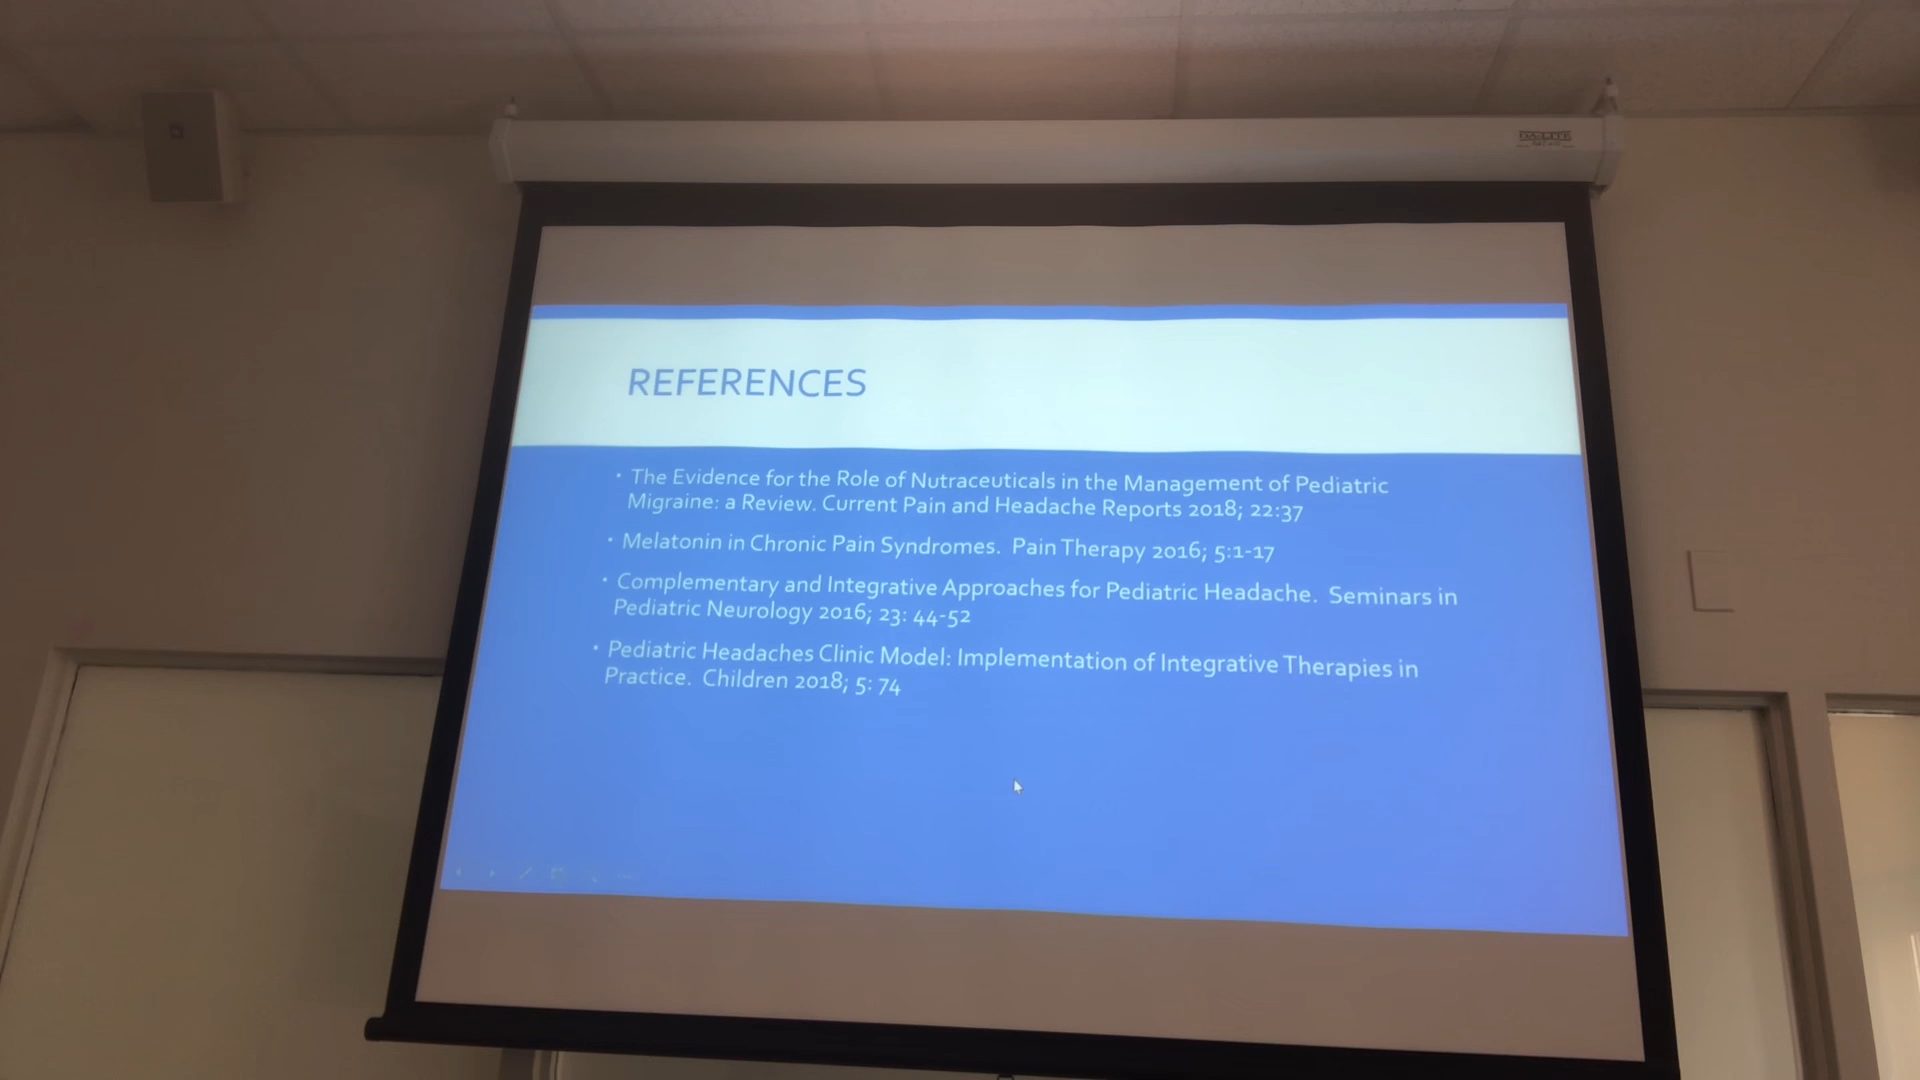 DA-LITE
REFERENCES
· The Evidence for the Role of Nutraceuticals in the Management of Pediatric
Migraine: a Review. Current Pain and Headache Reports 2018; 22:37
· Melatonin in Chronic Pain Syndromes. Pain Therapy 2016; 5:1-17
· Complementary and Integrative Approaches for Pediatric Headache. Seminars in
Pediatric Neurology 2016; 23: 44-52
· Pediatric Headaches Clinic Model: Implementation of Integrative Therapies in
Practice. Children 2018; 5: 74